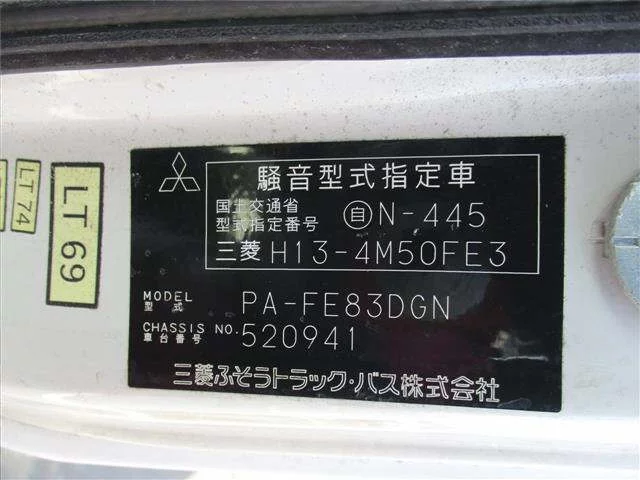 騒音型式指定車
国土交通省
型式指定番号 自N-445
三菱 H13-4M50FE3
MODEL
型式 PA-FE83DGN
CHASSIS NO.
車台番号 520941
三菱ふそうトラック・バス株式会社
LT 69
LT 74